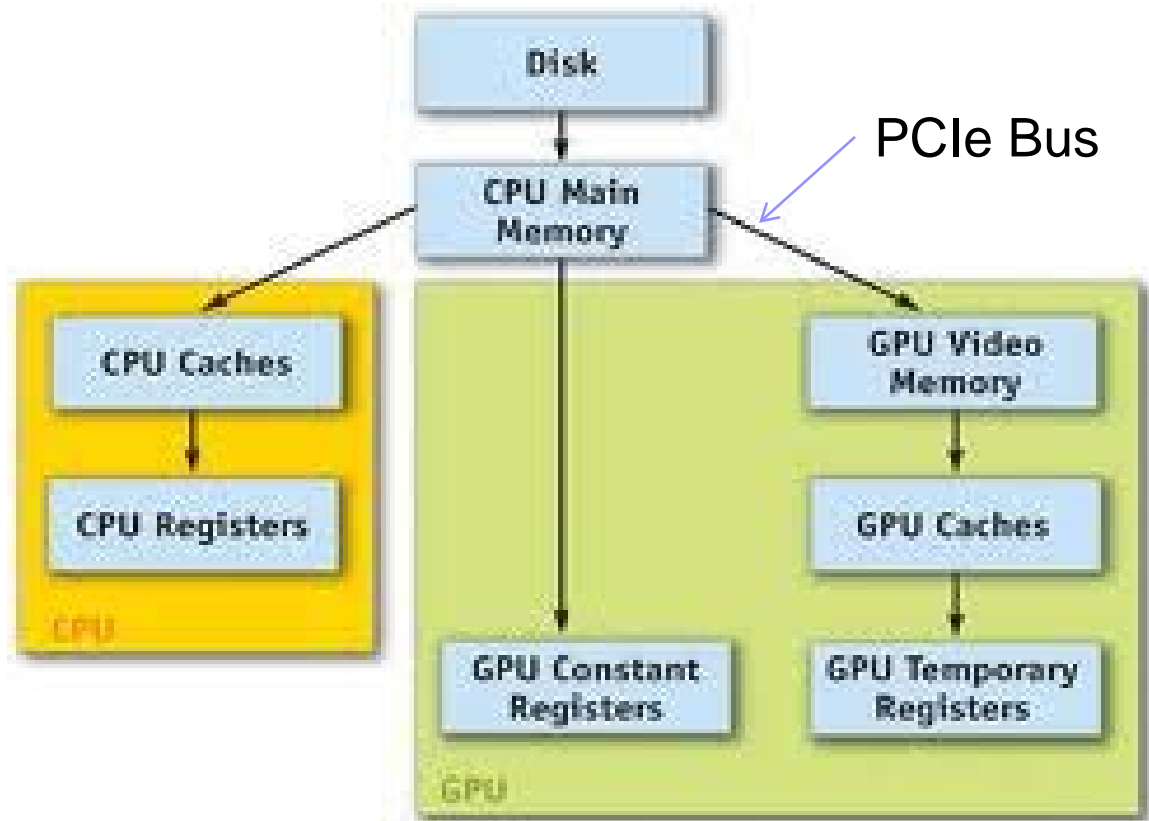 Disk
PCIe Bus
CPU Main
Memory
CPU Caches
GPU Video
Memory
CPU Registers
GPU Caches
CPU
GPU Constant
Registers
GPU Temporary
Registers
GPU